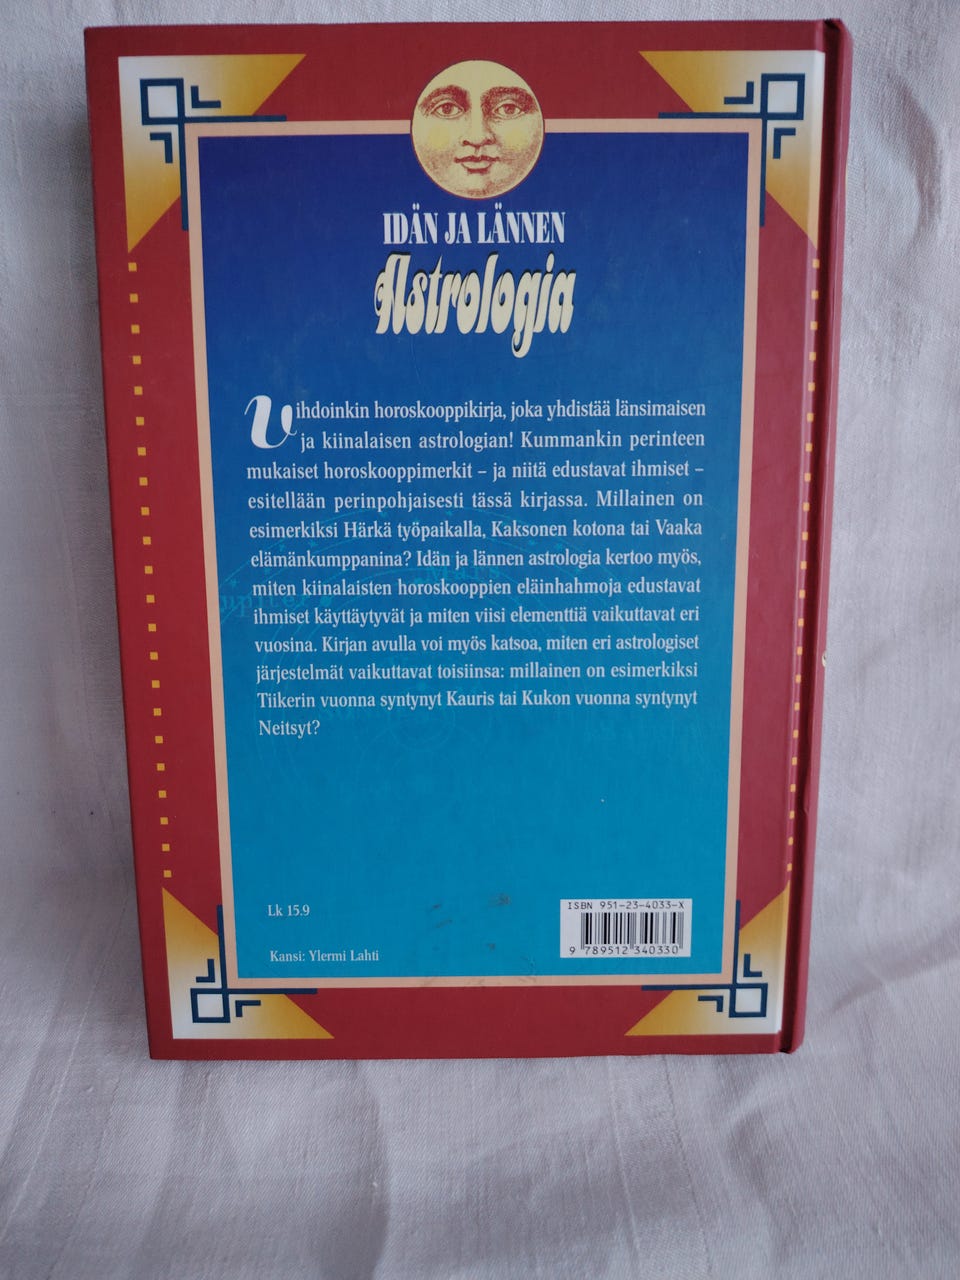 IDÄN JA LÄNNEN
Astrologia
Vihdoinkin horoskooppikirja, joka yhdistää länsimaisen
ja kiinalaisen astrologian! Kummankin perinteen
mukaiset horoskooppimerkit – ja niitä edustavat ihmiset –
esitellään perinpohjaisesti tässä kirjassa. Millainen on
esimerkiksi Härkä työpaikalla, Kaksonen kotona tai Vaaka
elämänkumppanina? Idän ja lännen astrologia kertoo myös,
miten kiinalaisten horoskooppien eläinhahmoja edustavat
ihmiset käyttäytyvät ja miten viisi elementtiä vaikuttavat eri
vuosina. Kirjan avulla voi myös katsoa, miten eri astrologiset
järjestelmät vaikuttavat toisiinsa: millainen on esimerkiksi
Tiikerin vuonna syntynyt Kauris tai Kukon vuonna syntynyt
Neitsyt?
Mars
upiter
Lk 15.9
Kansi: Ylermi Lahti
ISBN 951-23-4033-X
9 789512 340330